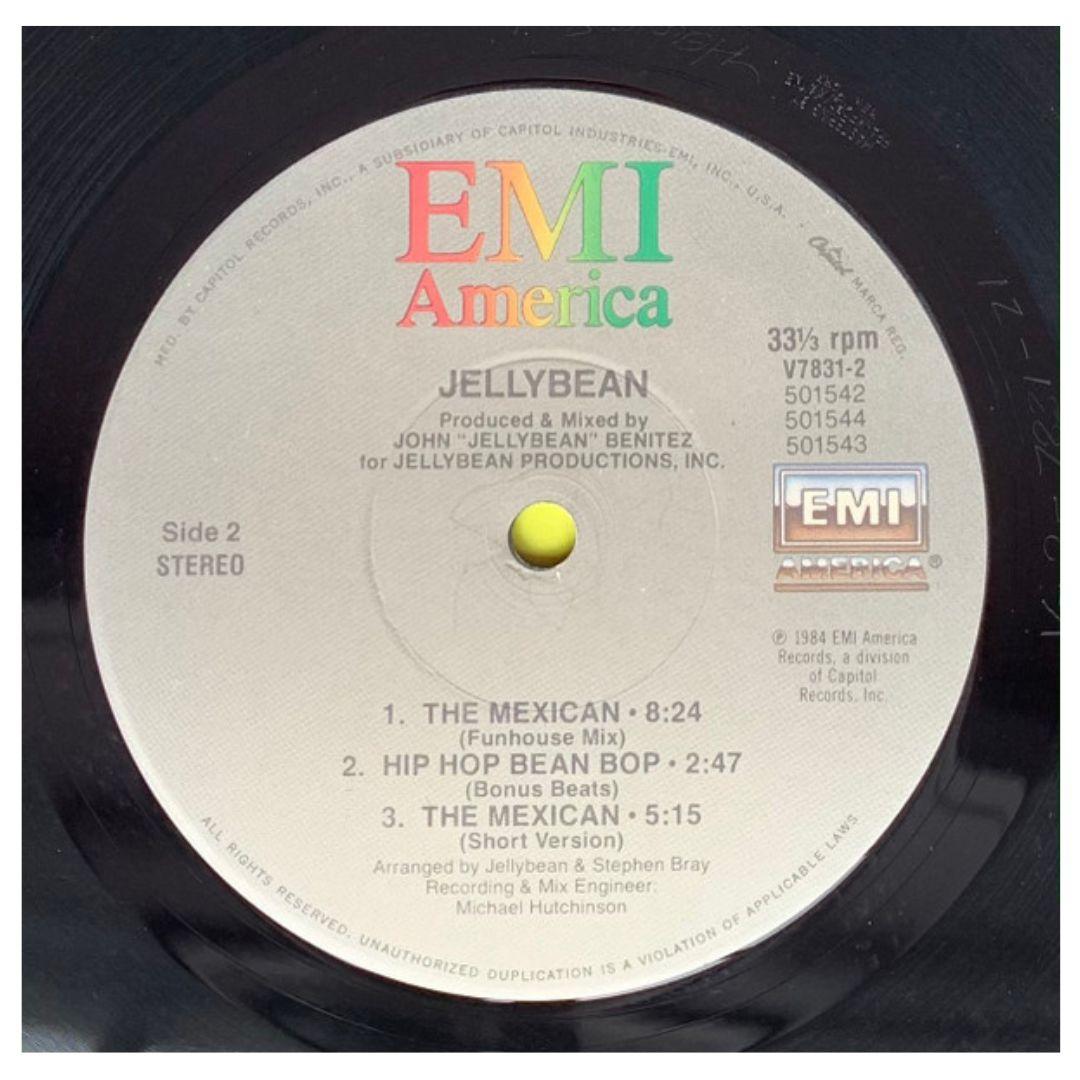 MFD. BY CAPITOL RECORDS, INC., A SUBSIDIARY OF CAPITOL INDUSTRIES-EMI, INC., U.S.A.
Capitol MARCA REG.
EMI
America
33⅓ rpm
V7831-2
501542
501544
501543
JELLYBEAN
Produced & Mixed by
JOHN "JELLYBEAN" BENITEZ
for JELLYBEAN PRODUCTIONS, INC.
EMI
AMERICA®
Side 2
STEREO
℗ 1984 EMI America
Records, a division
of Capitol
Records, Inc.
1. THE MEXICAN • 8:24
(Funhouse Mix)
2. HIP HOP BEAN BOP • 2:47
(Bonus Beats)
3. THE MEXICAN • 5:15
(Short Version)
Arranged by Jellybean & Stephen Bray
Recording & Mix Engineer:
Michael Hutchinson
ALL RIGHTS RESERVED. UNAUTHORIZED DUPLICATION IS A VIOLATION OF APPLICABLE LAWS